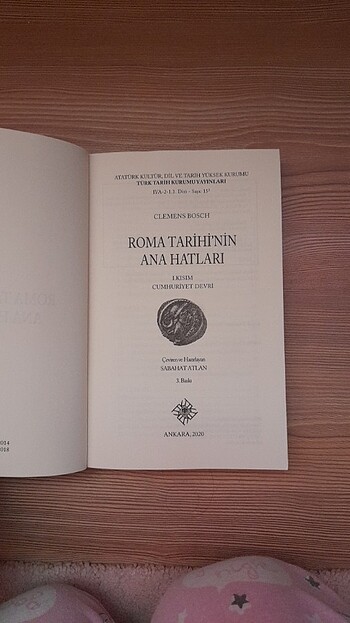 ATATÜRK KÜLTÜR, DİL VE TARİH YÜKSEK KURUMU
TÜRK TARİH KURUMU YAYINLARI
CLEMENS BOSCH
ROMA TARİHİ'NİN
ANA HATLARI
I.KISIM
CUMHURİYET DEVRİ
Çeviren ve Hazırlayan
SABAHAT ATLAN
3. Baskı
ANKARA, 2020